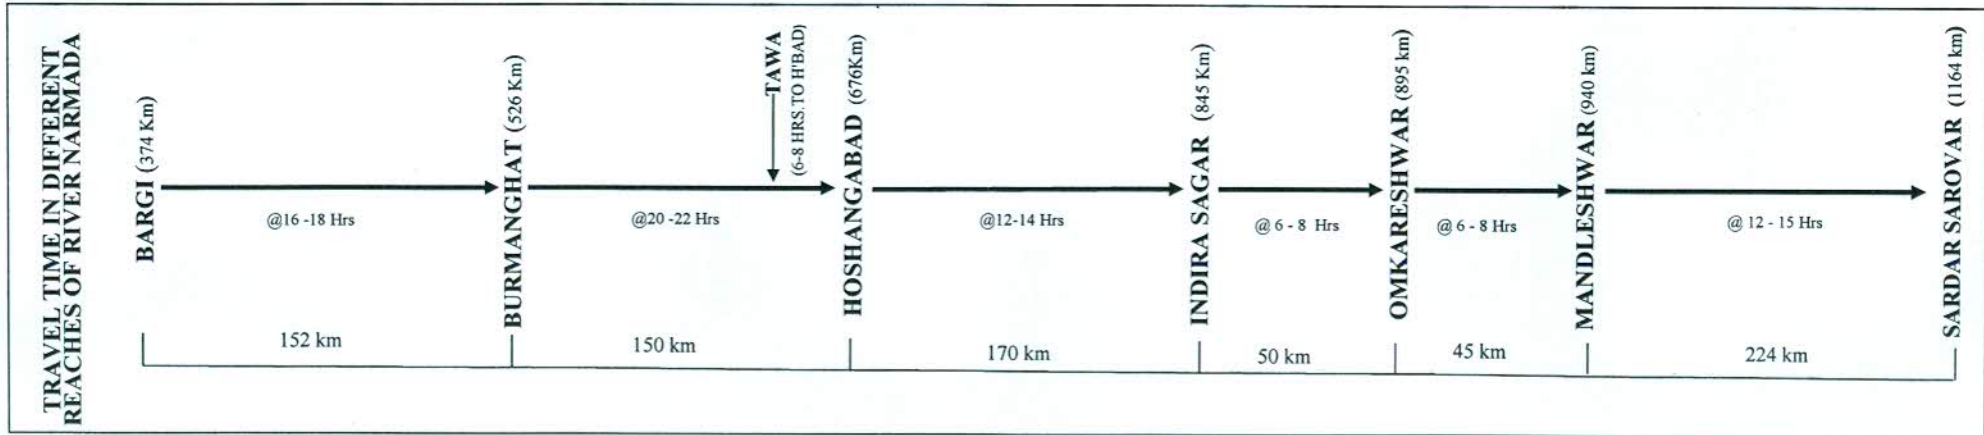 TRAVEL TIME IN DIFFERENT
REACHES OF RIVER NARMADA
BARGI (374 Km)
@16 -18 Hrs
152 km
BURMANGHAT (526 Km)
@20 -22 Hrs
150 km
TAWA
(6-8 HRS.TO H'BAD)
HOSHANGABAD (676Km)
@12-14 Hrs
170 km
INDIRA SAGAR (845 Km)
@ 6 - 8 Hrs
50 km
OMKARESHWAR (895 km)
@ 6 - 8 Hrs
45 km
MANDLESHWAR (940 km)
@ 12 - 15 Hrs
224 km
SARDAR SAROVAR (1164 km)